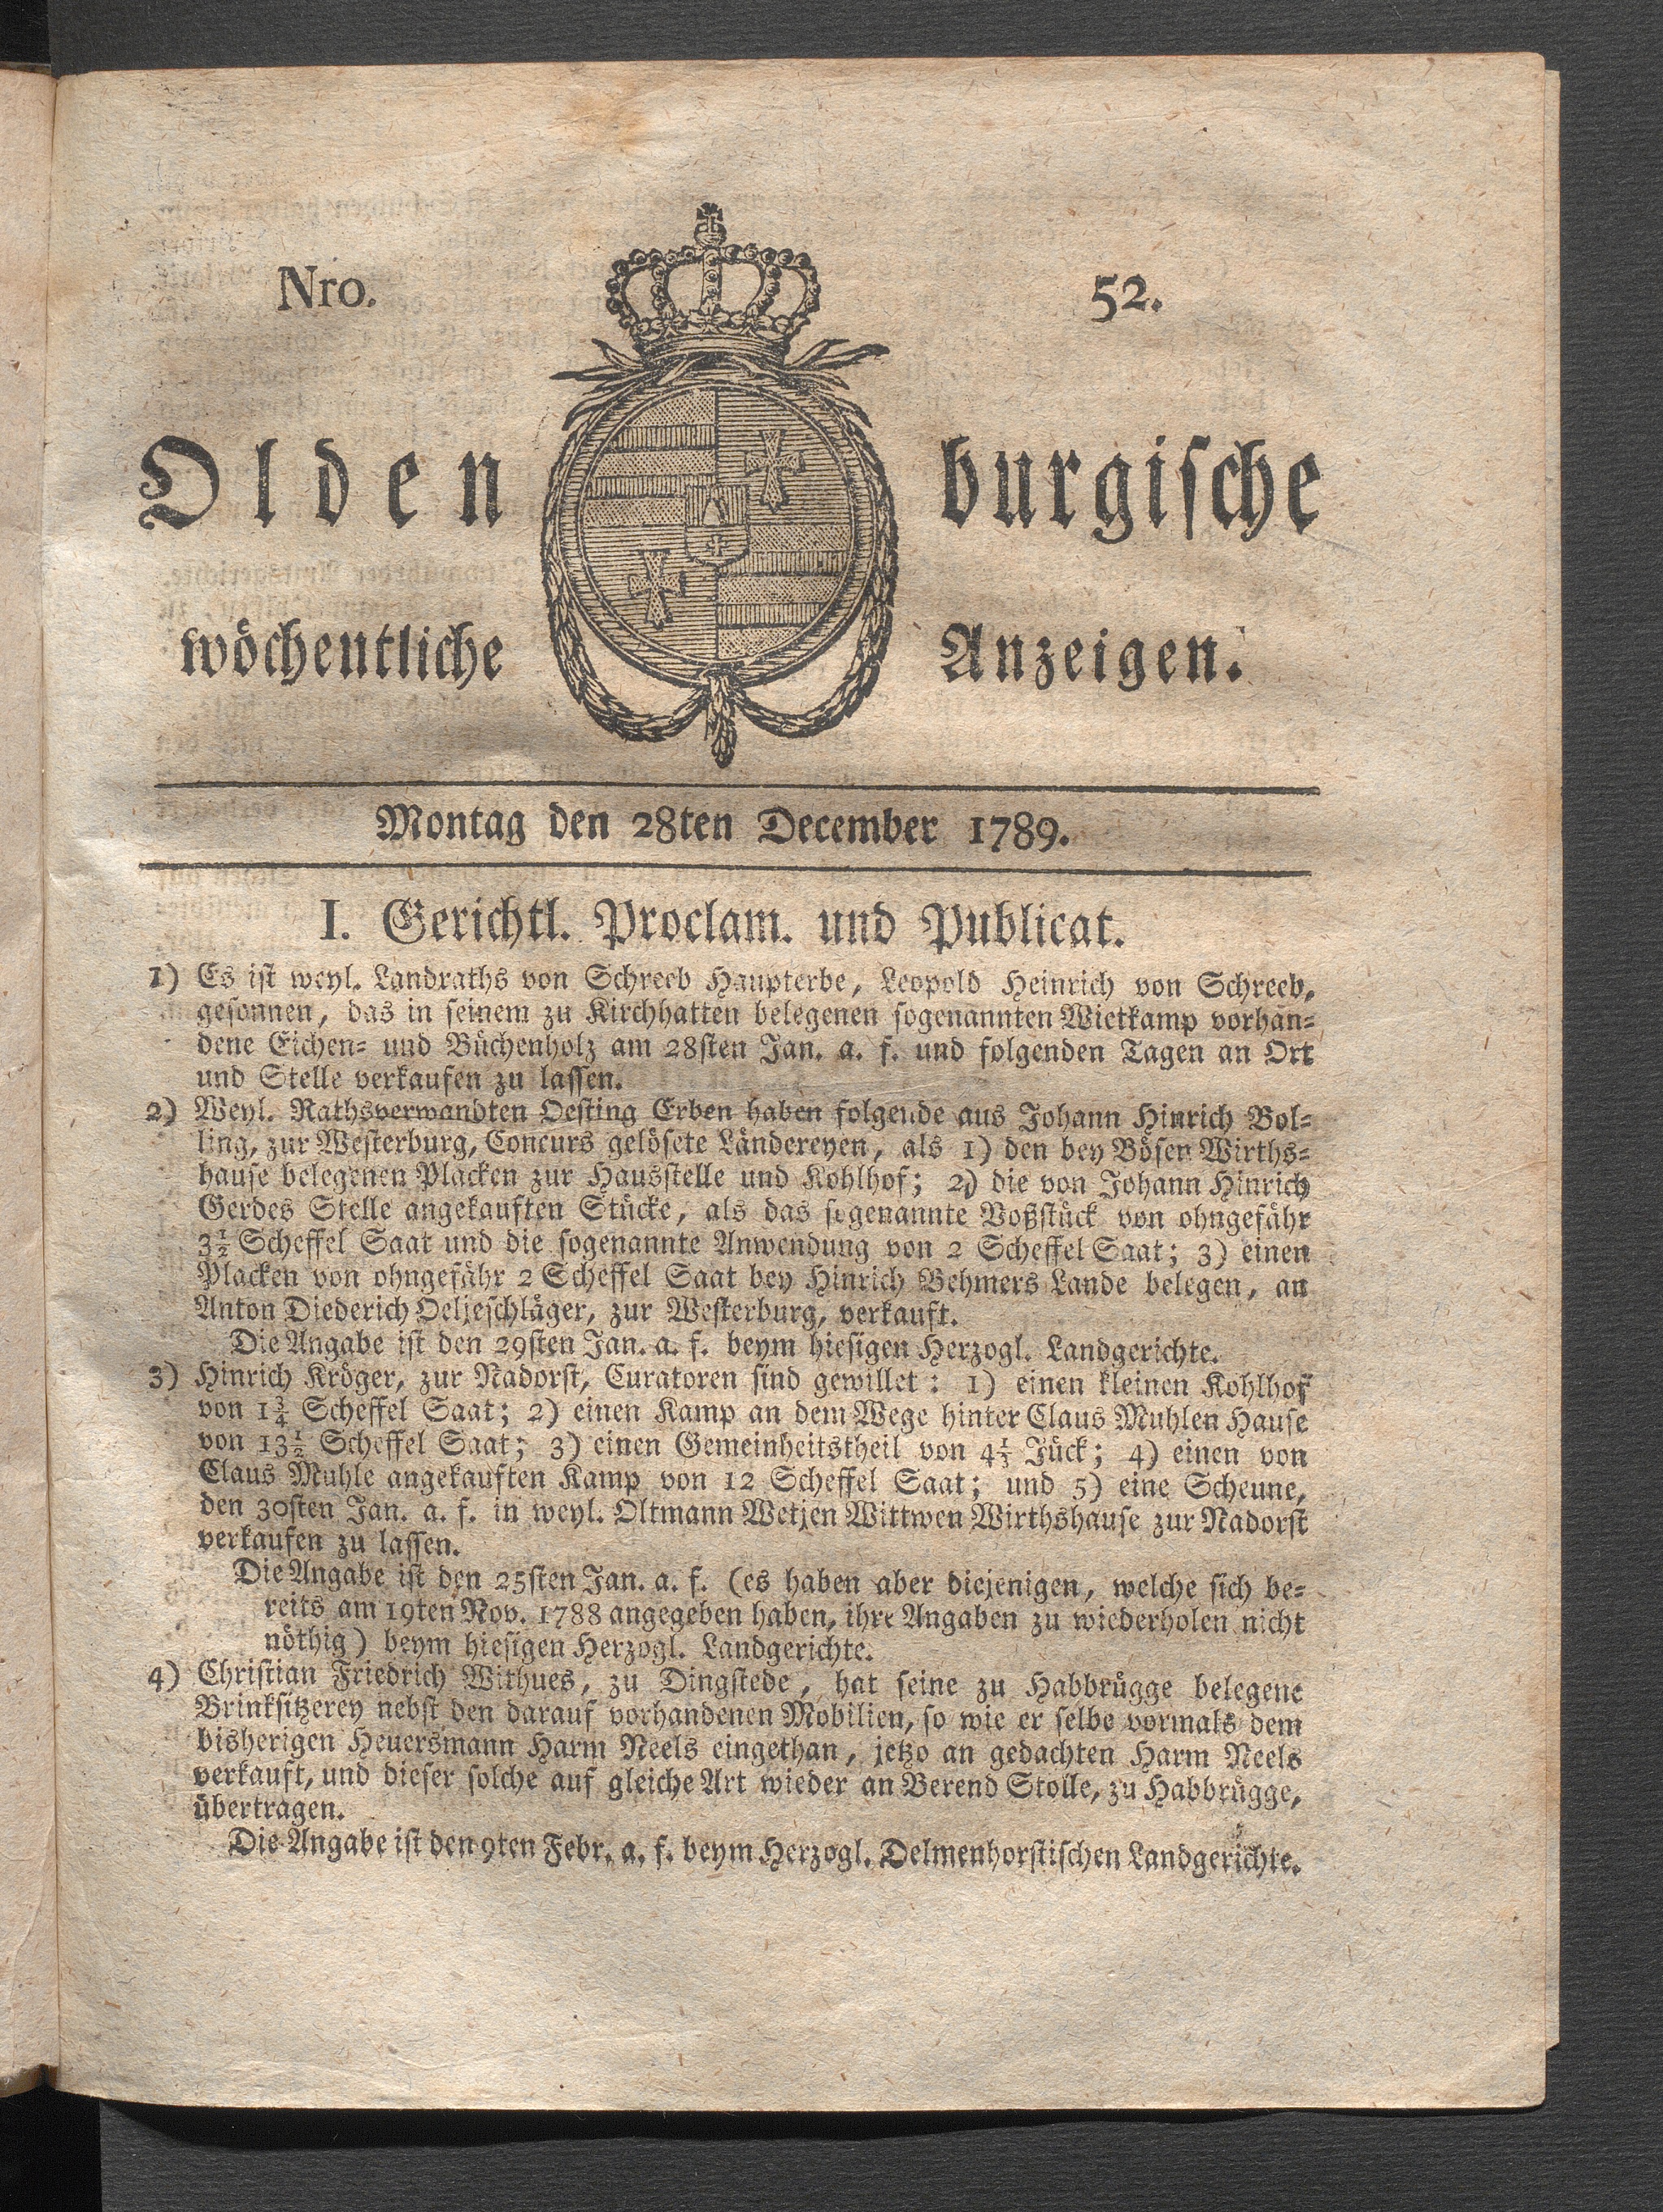 Nro. 52.
Oldenburgische
wöchentliche Anzeigen.
Montag den 28ten December 1789.
I. Gerichtl. Proclam. und Publicat.
1) Es ist weyl. Landraths von Schreeb Haupterbe, Leopold Heinrich von Schreeb,
gesonnen, das in seinem zu Kirchhatten belegenen sogenannten Wietkamp vorhan-
dene Eichen- und Büchenholz am 28sten Jan. a. f. und folgenden Tagen an Ort
und Stelle verkaufen zu lassen.
2) Weyl. Rathsverwandten Oesting Erben haben folgende aus Johann Hinrich Bol-
ling, zur Westerburg, Concurs gelösete Ländereyen, als 1) den bey Bösen Wirths-
hause belegenen Placken zur Hausstelle und Kohlhof; 2) die von Johann Hinrich
Gerdes Stelle angekauften Stücke, als das sogenannte Voßstück von ohngefähr
3½ Scheffel Saat und die sogenannte Anwendung von 2 Scheffel Saat; 3) einen
Placken von ohngefähr 2 Scheffel Saat bey Hinrich Behmers Lande belegen, an
Anton Diederich Oeljeschläger, zur Westerburg, verkauft.
Die Angabe ist den 29sten Jan. a. f. beym hiesigen Herzogl. Landgerichte.
3) Hinrich Kröger, zur Nadorst, Curatoren sind gewillet: 1) einen kleinen Kohlhof
von 1¾ Scheffel Saat; 2) einen Kamp an dem Wege hinter Claus Muhlen Hause
von 13½ Scheffel Saat; 3) einen Gemeinheitstheil von 4⅓ Jück; 4) einen von
Claus Muhle angekauften Kamp von 12 Scheffel Saat; und 5) eine Scheune,
den 30sten Jan. a. f. in weyl. Oltmann Wetjen Wittwen Wirthshause zur Nadorst
verkaufen zu lassen.
Die Angabe ist den 25sten Jan. a. f. (es haben aber diejenigen, welche sich be-
reits am 19ten Nov. 1788 angegeben haben, ihre Angaben zu wiederholen nicht
nöthig) beym hiesigen Herzogl. Landgerichte.
4) Christian Friedrich Withues, zu Dingstede, hat seine zu Habbrügge belegene
Brinksitzerey nebst den darauf vorhandenen Mobilien, so wie er selbe vormals dem
bisherigen Heuersmann Harm Neels eingethan, jetzo an gedachten Harm Neels
verkauft, und dieser solche auf gleiche Art wieder an Berend Stolle, zu Habbrügge,
übertragen.
Die Angabe ist den 9ten Febr. a. f. beym Herzogl. Delmenhorstischen Landgerichte.